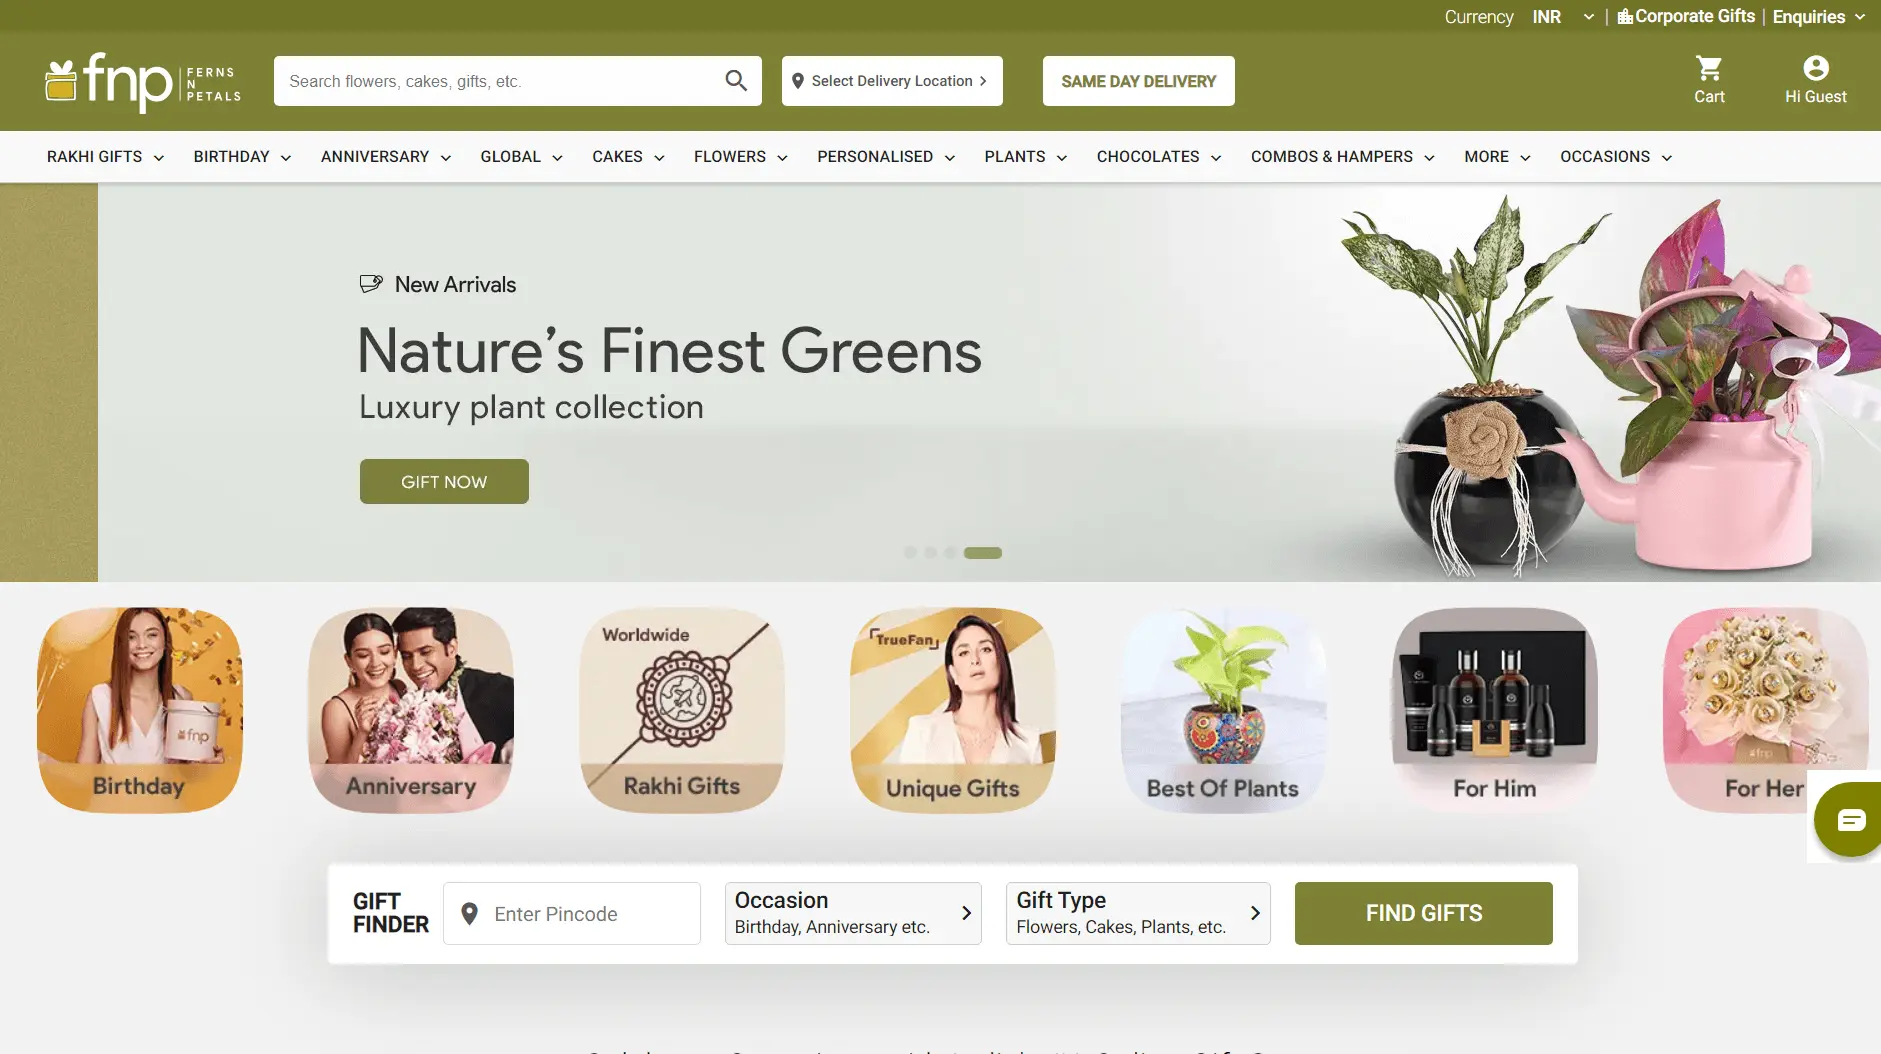 Currency INR | Corporate Gifts | Enquiries
fnp FERNS N PETALS
Search flowers, cakes, gifts, etc.
Select Delivery Location
SAME DAY DELIVERY
Cart
Hi Guest
RAKHI GIFTS BIRTHDAY ANNIVERSARY GLOBAL CAKES FLOWERS PERSONALISED PLANTS CHOCOLATES COMBOS & HAMPERS MORE OCCASIONS
New Arrivals
Nature’s Finest Greens
Luxury plant collection
GIFT NOW
fnp
Birthday
Anniversary
Worldwide
Rakhi Gifts
TrueFan
Unique Gifts
Best Of Plants
For Him
fnp
For Her
GIFT FINDER
Enter Pincode
Occasion
Birthday, Anniversary etc.
Gift Type
Flowers, Cakes, Plants, etc.
FIND GIFTS